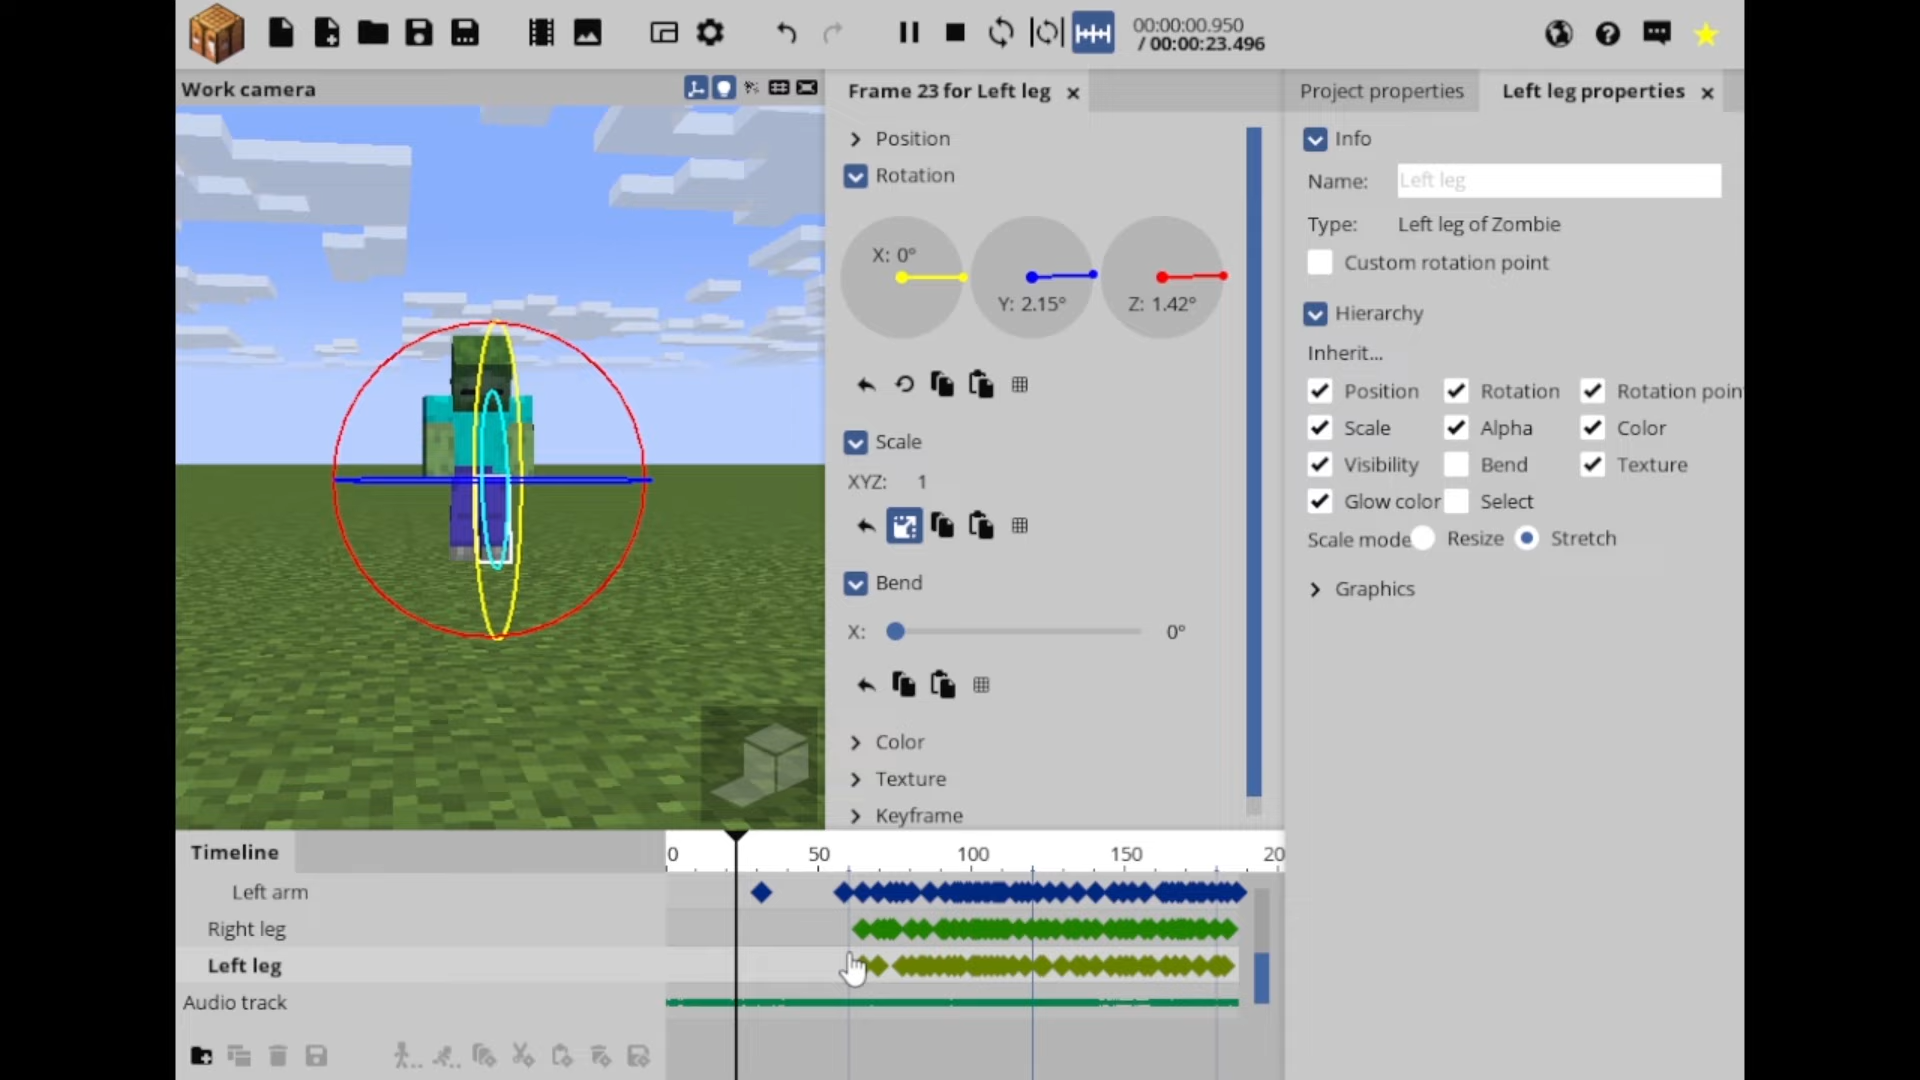 00:00:00.950
/ 00:00:23.496
Work camera
Frame 23 for Left leg
Position
Rotation
X: 0°
Y: 2.15°
Z: 1.42°
Scale
XYZ: 1
Bend
X: 0°
Color
Texture
Keyframe
Project properties
Left leg properties
Info
Name: Left leg
Type: Left leg of Zombie
Custom rotation point
Hierarchy
Inherit...
Position Rotation Rotation poin
Scale Alpha Color
Visibility Bend Texture
Glow color Select
Scale mode Resize Stretch
Graphics
Timeline
0 50 100 150 20
Left arm
Right leg
Left leg
Audio track